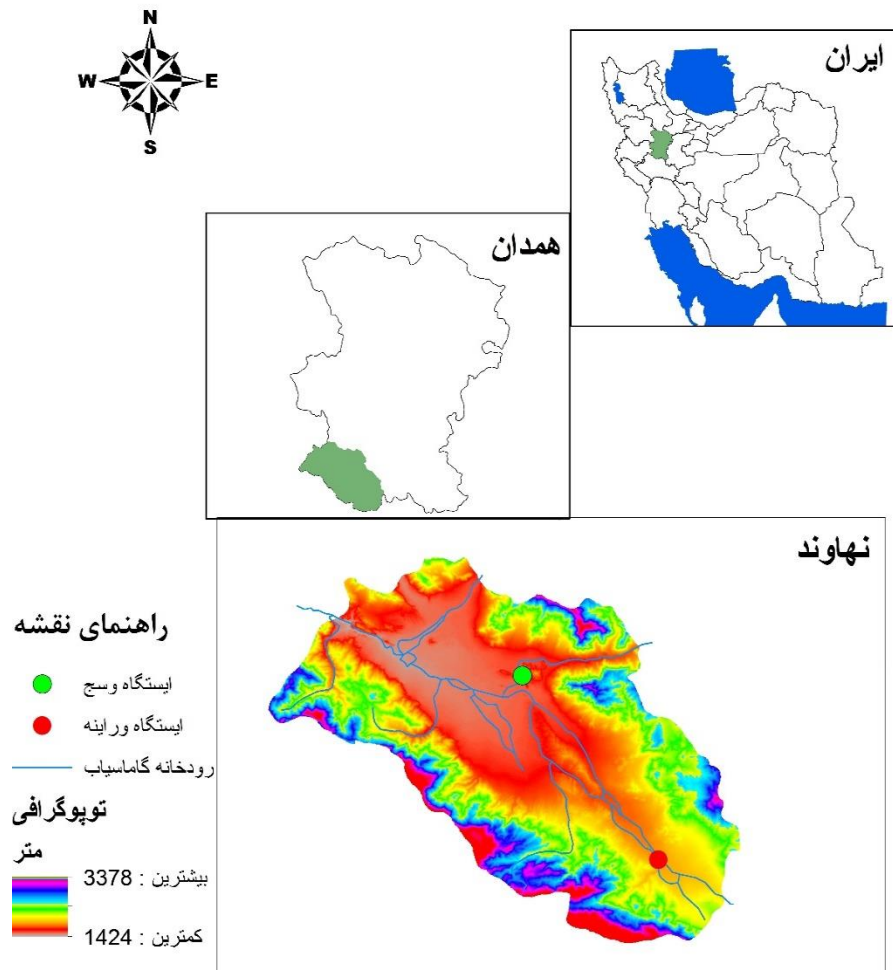 N
W E
S
ایران
همدان
نهاوند
راهنمای نقشه
ایستگاه وسج
ایستگاه وراینه
رودخانه گاماسیاب
توپوگرافی
متر
بیشترین : 3378
کمترین : 1424